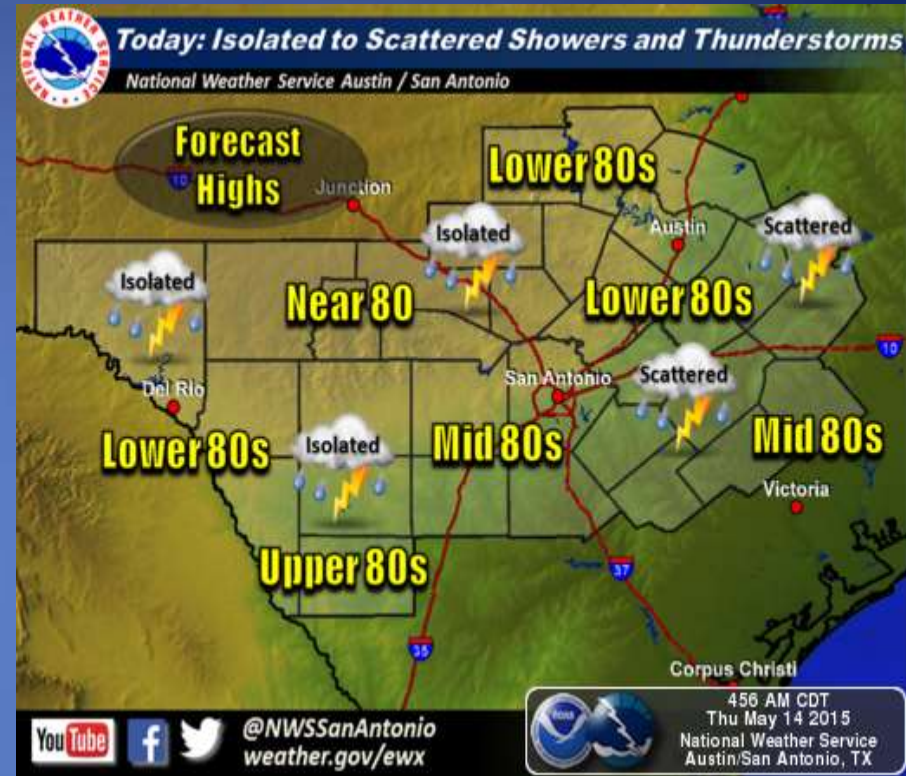 NATIONAL WEATHER SERVICE
Today: Isolated to Scattered Showers and Thunderstorms
National Weather Service Austin / San Antonio
Forecast
Highs
10
Junction
Lower 80s
Isolated
Austin
Scattered
Isolated
Near 80
Lower 80s
10
Del Rio
San Antonio
Scattered
Lower 80s
Isolated
Mid 80s
Mid 80s
Victoria
Upper 80s
37
35
Corpus Christi
YouTube
f
@NWSSanAntonio
weather.gov/ewx
noaa
456 AM CDT
Thu May 14 2015
National Weather Service
Austin/San Antonio, TX